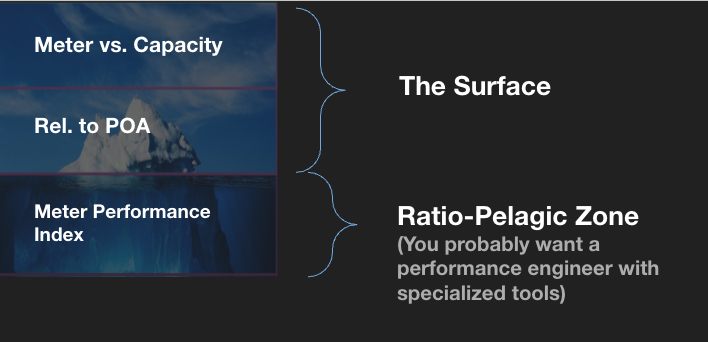 Meter vs. Capacity
The Surface
Rel. to POA
Meter Performance
Index
Ratio-Pelagic Zone
(You probably want a
performance engineer with
specialized tools)